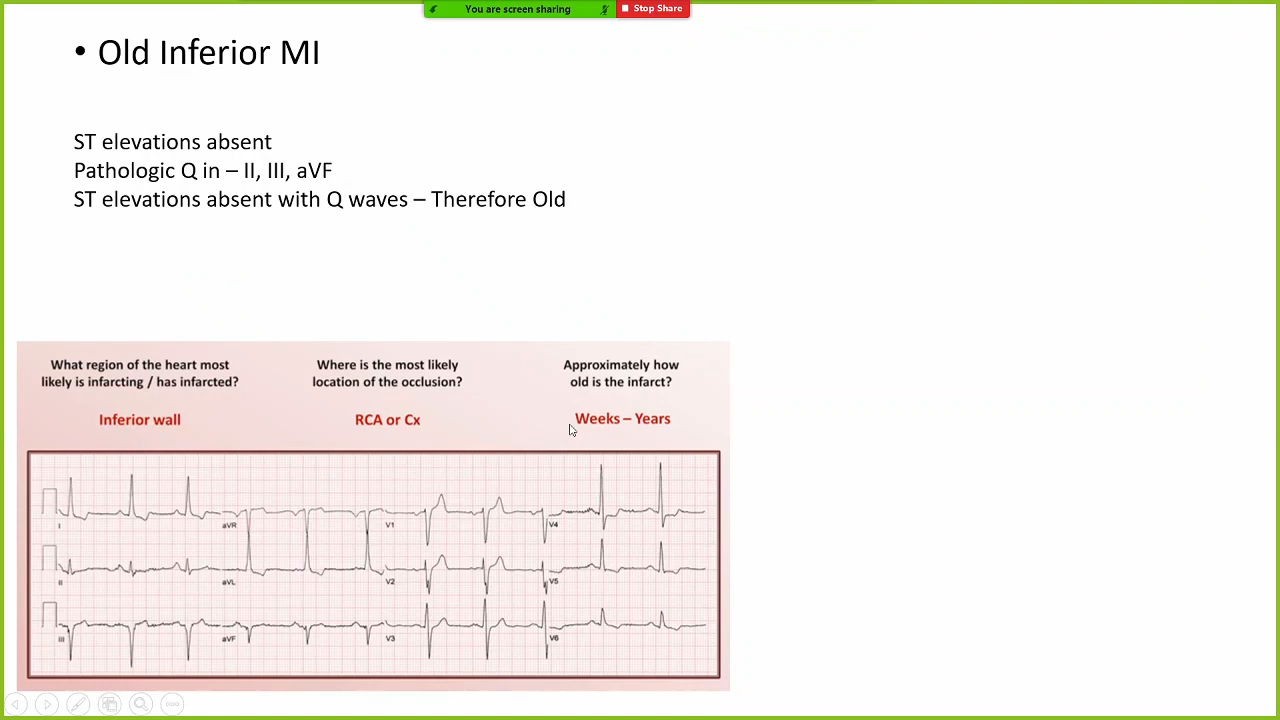 You are screen sharing
Stop Share
• Old Inferior MI
ST elevations absent
Pathologic Q in – II, III, aVF
ST elevations absent with Q waves – Therefore Old
What region of the heart most
likely is infarcting / has infarcted?
Inferior wall
Where is the most likely
location of the occlusion?
RCA or Cx
Approximately how
old is the infarct?
Weeks – Years
I aVR V1 V4
II aVL V2 V5
III aVF V3 V6